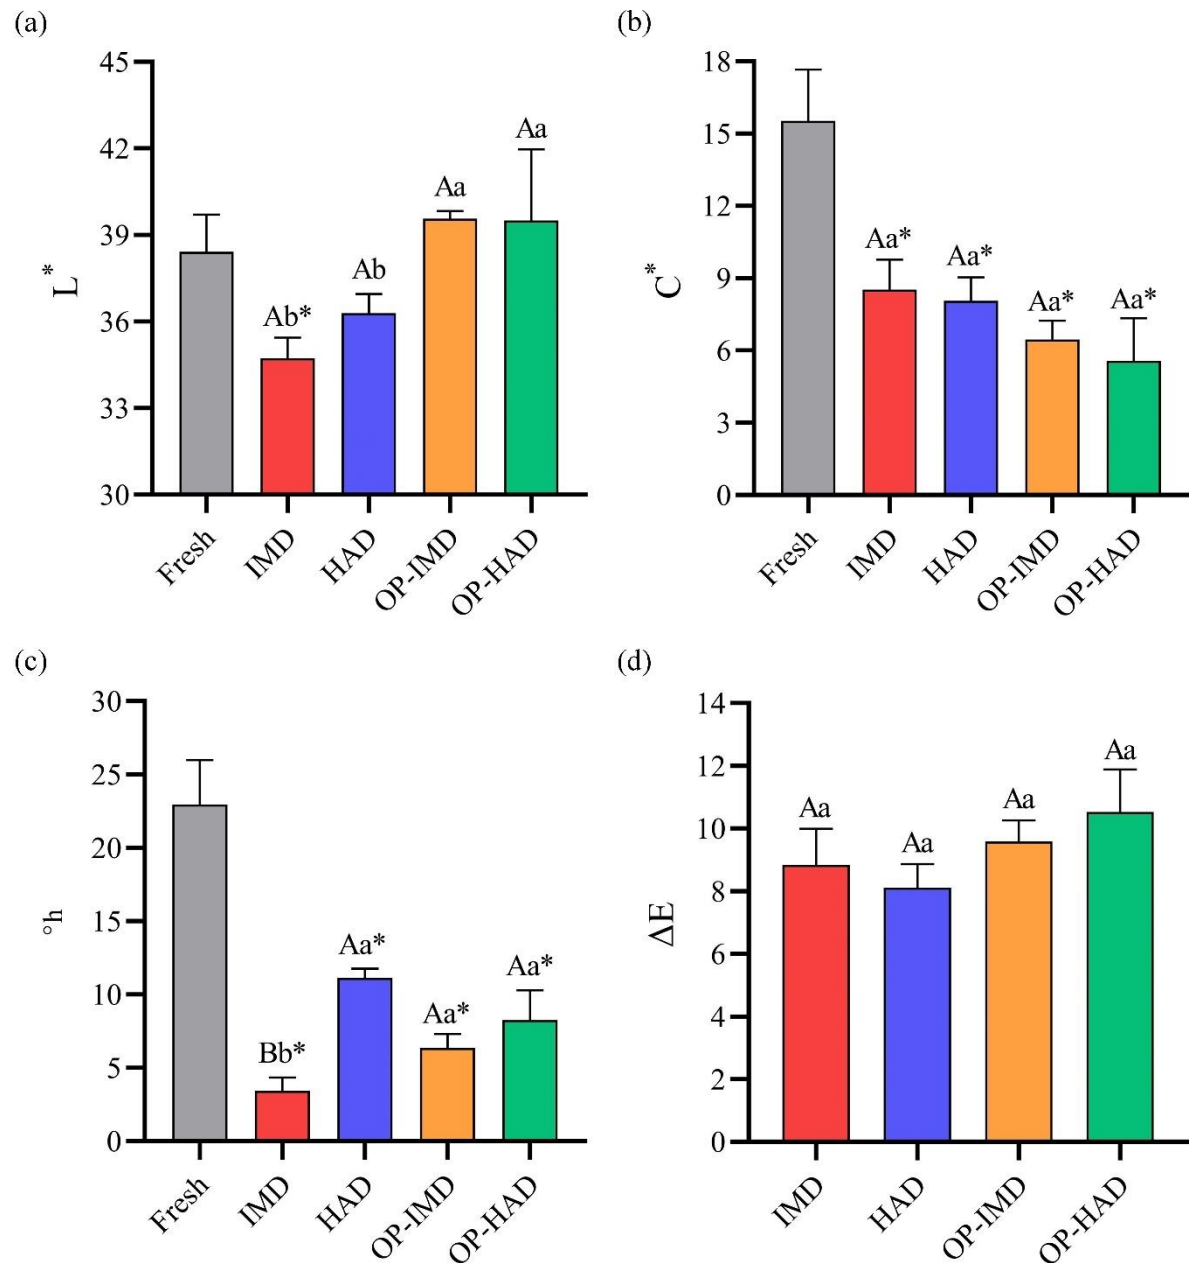 (a)
45
42
39
36
33
30
L*
Ab*
Ab
Aa
Aa
Fresh
IMD
HAD
OP-IMD
OP-HAD
(b)
18
15
12
9
6
3
0
C*
Aa*
Aa*
Aa*
Aa*
Fresh
IMD
HAD
OP-IMD
OP-HAD
(c)
30
25
20
15
10
5
0
°h
Bb*
Aa*
Aa*
Aa*
Fresh
IMD
HAD
OP-IMD
OP-HAD
(d)
14
12
10
8
6
4
2
0
ΔE
Aa
Aa
Aa
Aa
IMD
HAD
OP-IMD
OP-HAD